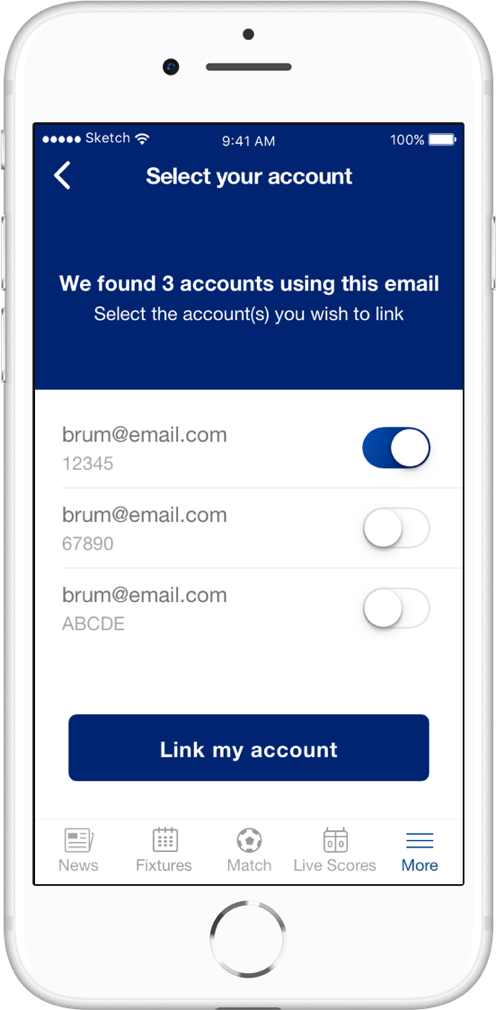 Sketch 9:41 AM 100%
Select your account
We found 3 accounts using this email
Select the account(s) you wish to link
brum@email.com
12345
brum@email.com
67890
brum@email.com
ABCDE
Link my account
News Fixtures Match Live Scores More